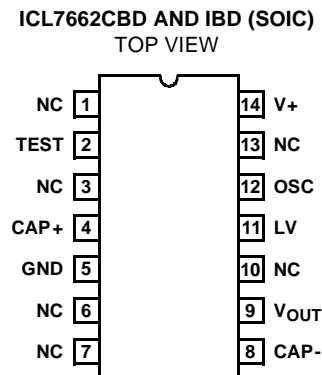 ICL7662CBD AND IBD (SOIC)
TOP VIEW
NC 1
14 V+
TEST 2
13 NC
NC 3
12 OSC
CAP+ 4
11 LV
GND 5
10 NC
NC 6
9 VOUT
NC 7
8 CAP-